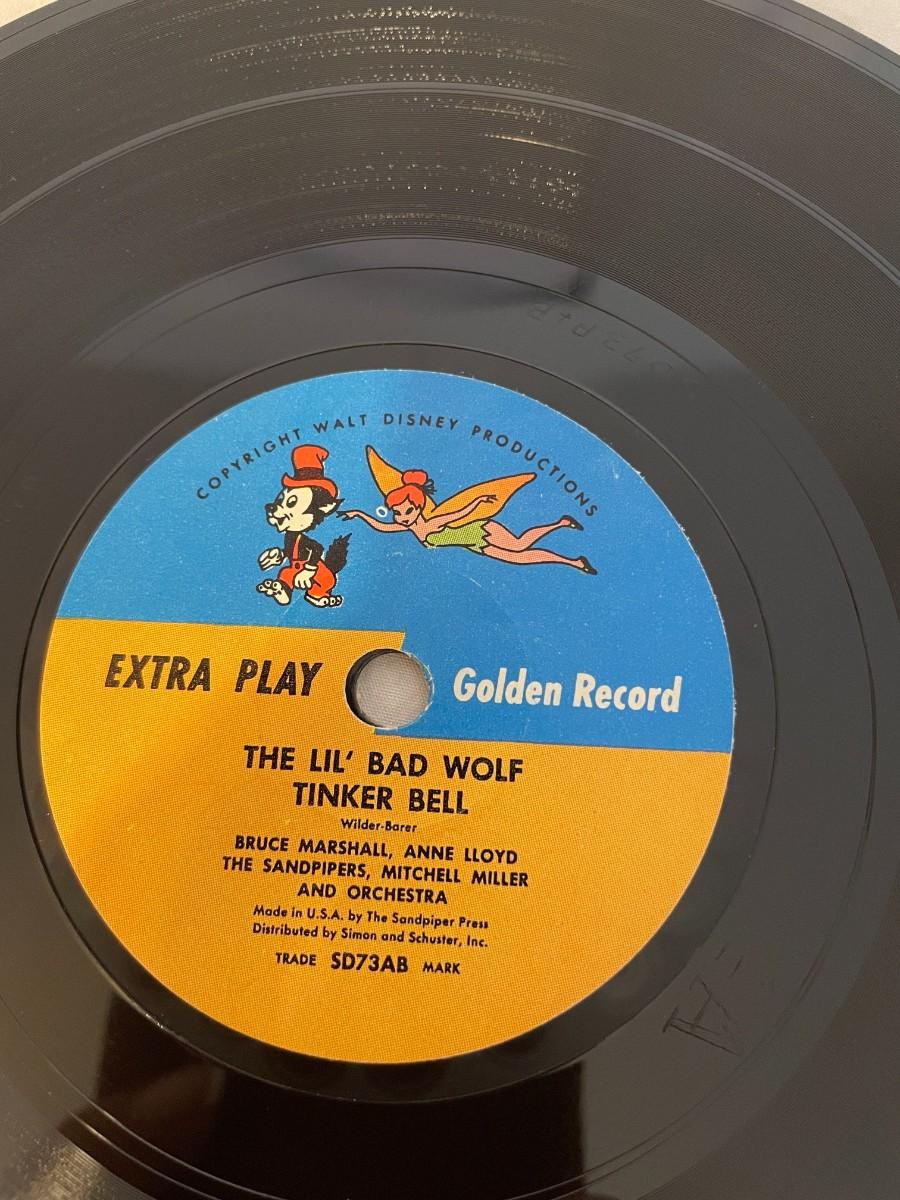 COPYRIGHT WALT DISNEY PRODUCTIONS
EXTRA PLAY
Golden Record
THE LIL' BAD WOLF
TINKER BELL
Wilder-Barer
BRUCE MARSHALL, ANNE LLOYD
THE SANDPIPERS, MITCHELL MILLER
AND ORCHESTRA
Made in U.S.A. by The Sandpiper Press
Distributed by Simon and Schuster, Inc.
TRADE SD73AB MARK